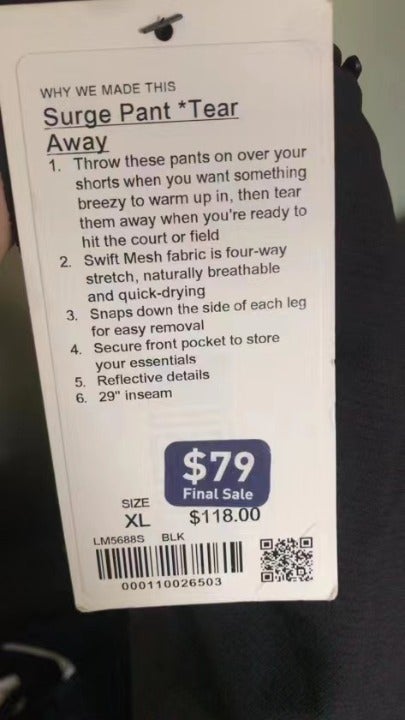 WHY WE MADE THIS
Surge Pant *Tear
Away
1. Throw these pants on over your
shorts when you want something
breezy to warm up in, then tear
them away when you're ready to
hit the court or field
2. Swift Mesh fabric is four-way
stretch, naturally breathable
and quick-drying
3. Snaps down the side of each leg
for easy removal
4. Secure front pocket to store
your essentials
5. Reflective details
6. 29" inseam
$79
Final Sale
SIZE
XL $118.00
LM5688S BLK
000110026503